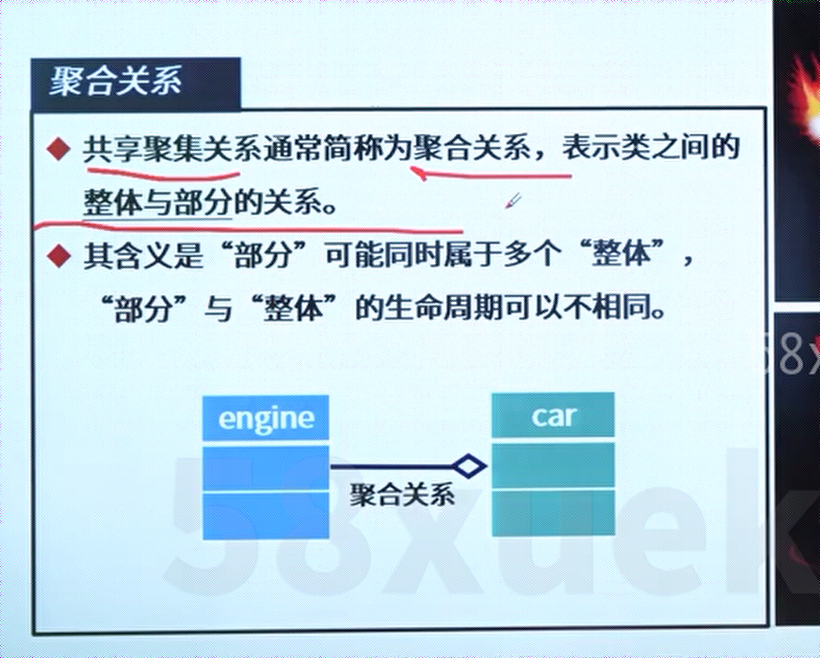 聚合关系
共享聚集关系通常简称为聚合关系，表示类之间的
整体与部分的关系。
其含义是“部分”可能同时属于多个“整体”，
“部分”与“整体”的生命周期可以不相同。
engine
car
聚合关系
58xuek
58x